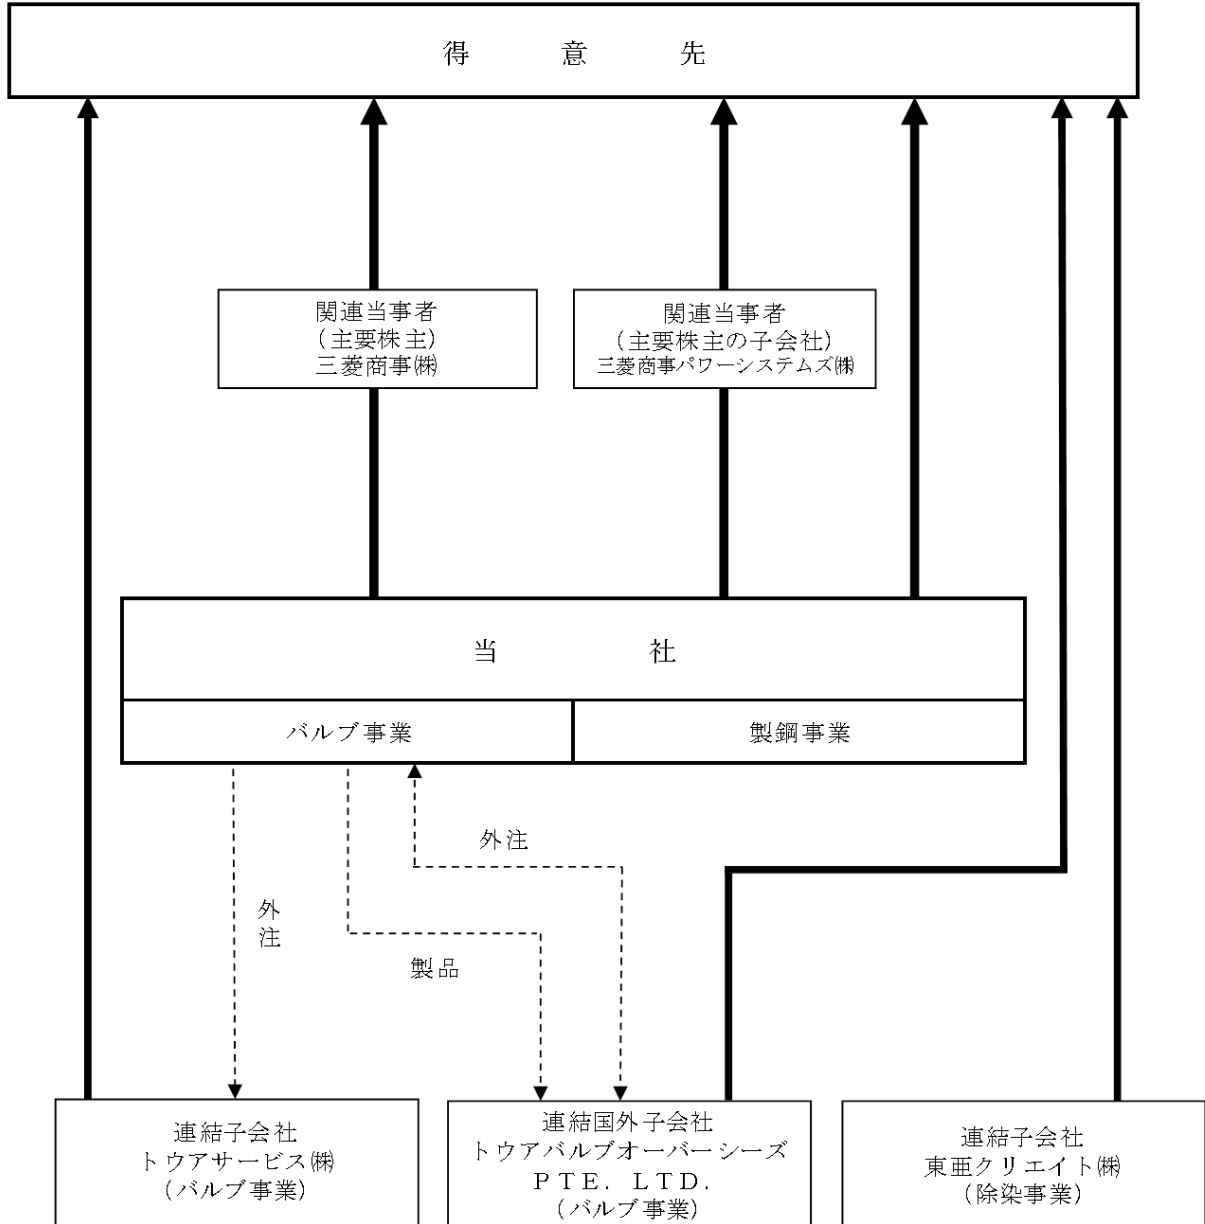 得意先
関連当事者
(主要株主)
三菱商事㈱
関連当事者
(主要株主の子会社)
三菱商事パワーシステムズ㈱
当社
バルブ事業
製鋼事業
外注
外注
製品
連結子会社
トウアサービス㈱
(バルブ事業)
連結国外子会社
トウアバルブオーバーシーズ
ＰＴＥ．ＬＴＤ．
(バルブ事業)
連結子会社
東亜クリエイト㈱
(除染事業)